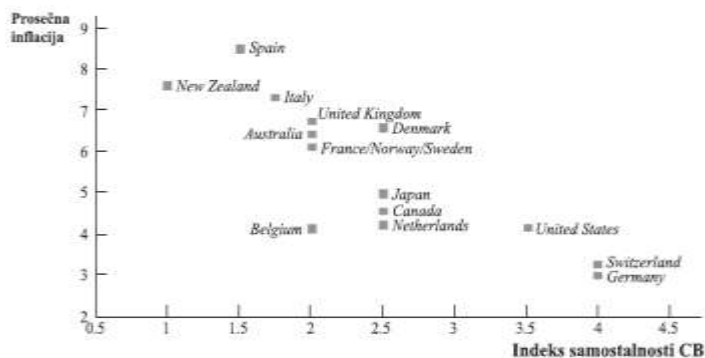 Prosečna
inflacija
9
8
7
6
5
4
3
2
Spain
New Zealand
Italy
United Kingdom
Denmark
Australia
France/Norway/Sweden
Japan
Canada
Netherlands
Belgium
United States
Switzerland
Germany
0.5 1 1.5 2 2.5 3 3.5 4 4.5
Indeks samostalnosti CB